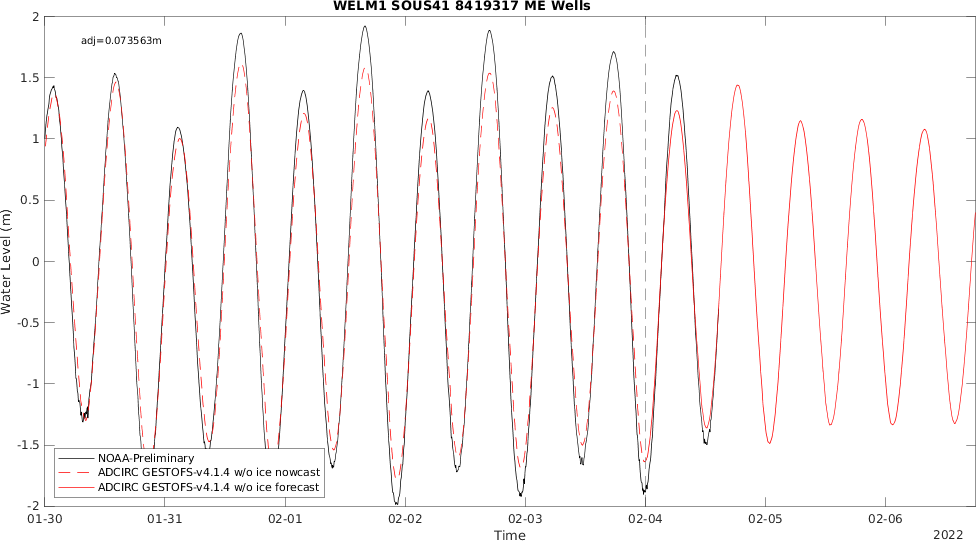 WELM1 SOUS41 8419317 ME Wells
adj=0.073563m
2
1.5
1
0.5
0
-0.5
-1
-1.5
-2
Water Level (m)
NOAA-Preliminary
ADCIRC GESTOFS-v4.1.4 w/o ice nowcast
ADCIRC GESTOFS-v4.1.4 w/o ice forecast
01-30 01-31 02-01 02-02 02-03 02-04 02-05 02-06
Time
2022